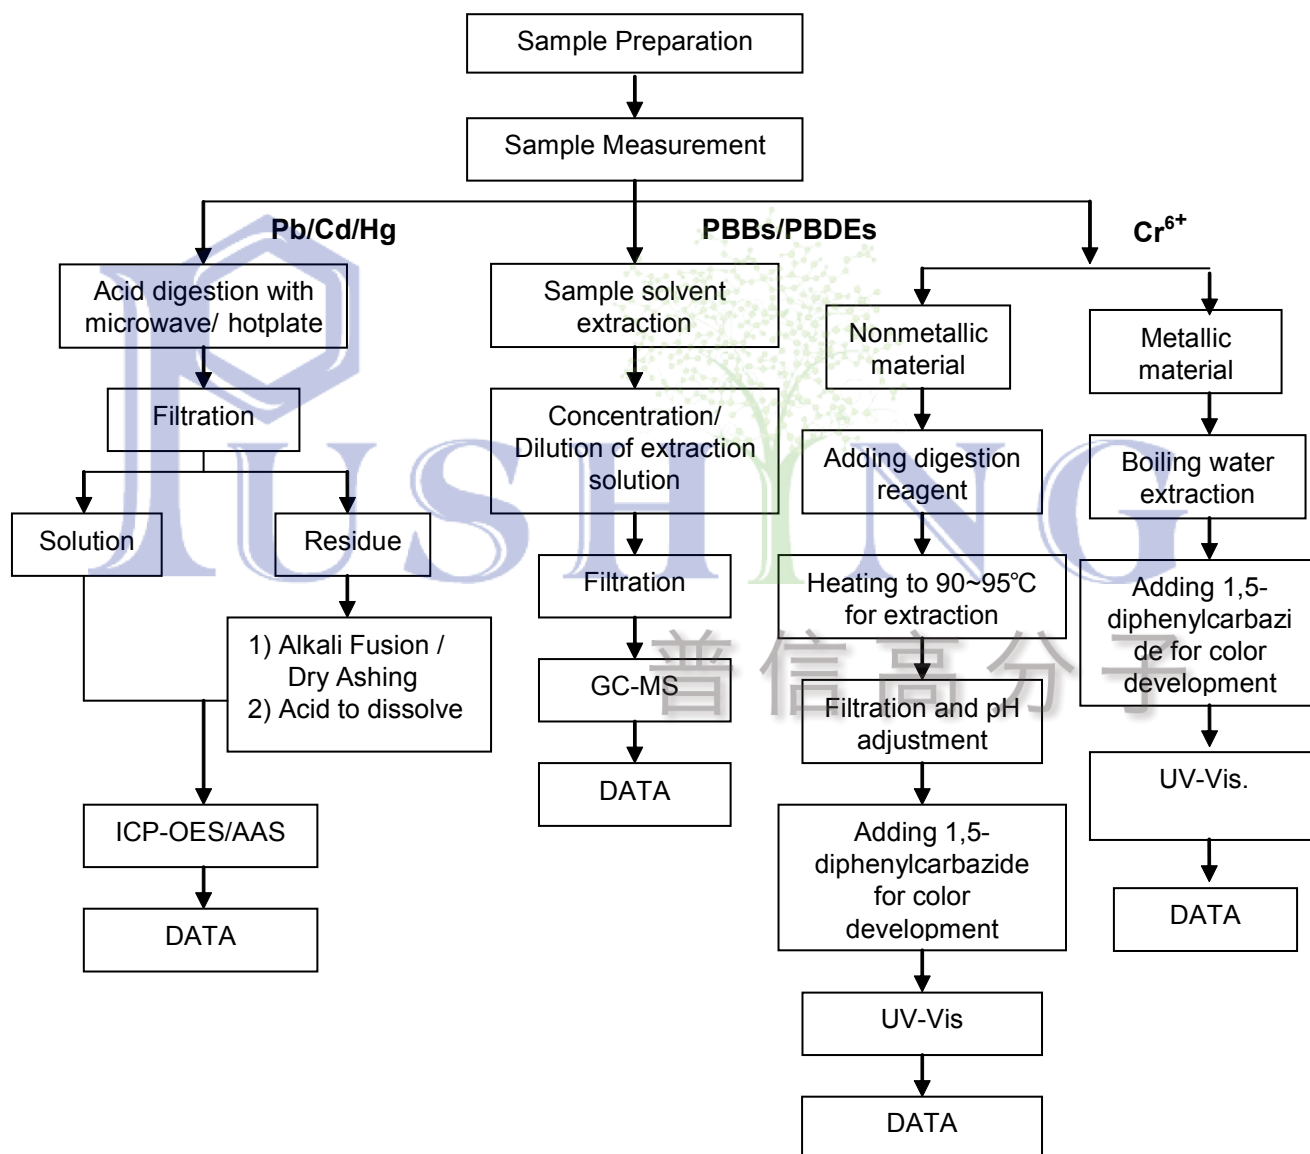 Sample Preparation
Sample Measurement
Pb/Cd/Hg
PBBs/PBDEs
Cr⁶⁺
Acid digestion with
microwave/ hotplate
Filtration
Solution
Residue
1) Alkali Fusion /
Dry Ashing
2) Acid to dissolve
ICP-OES/AAS
DATA
Sample solvent
extraction
Concentration/
Dilution of extraction
solution
Filtration
GC-MS
DATA
Nonmetallic
material
Adding digestion
reagent
Heating to 90~95℃
for extraction
Filtration and pH
adjustment
Adding 1,5-
diphenylcarbazide
for color
development
UV-Vis
DATA
Metallic
material
Boiling water
extraction
Adding 1,5-
diphenylcarbazi
de for color
development
UV-Vis.
DATA
PUSHING
普信高分子